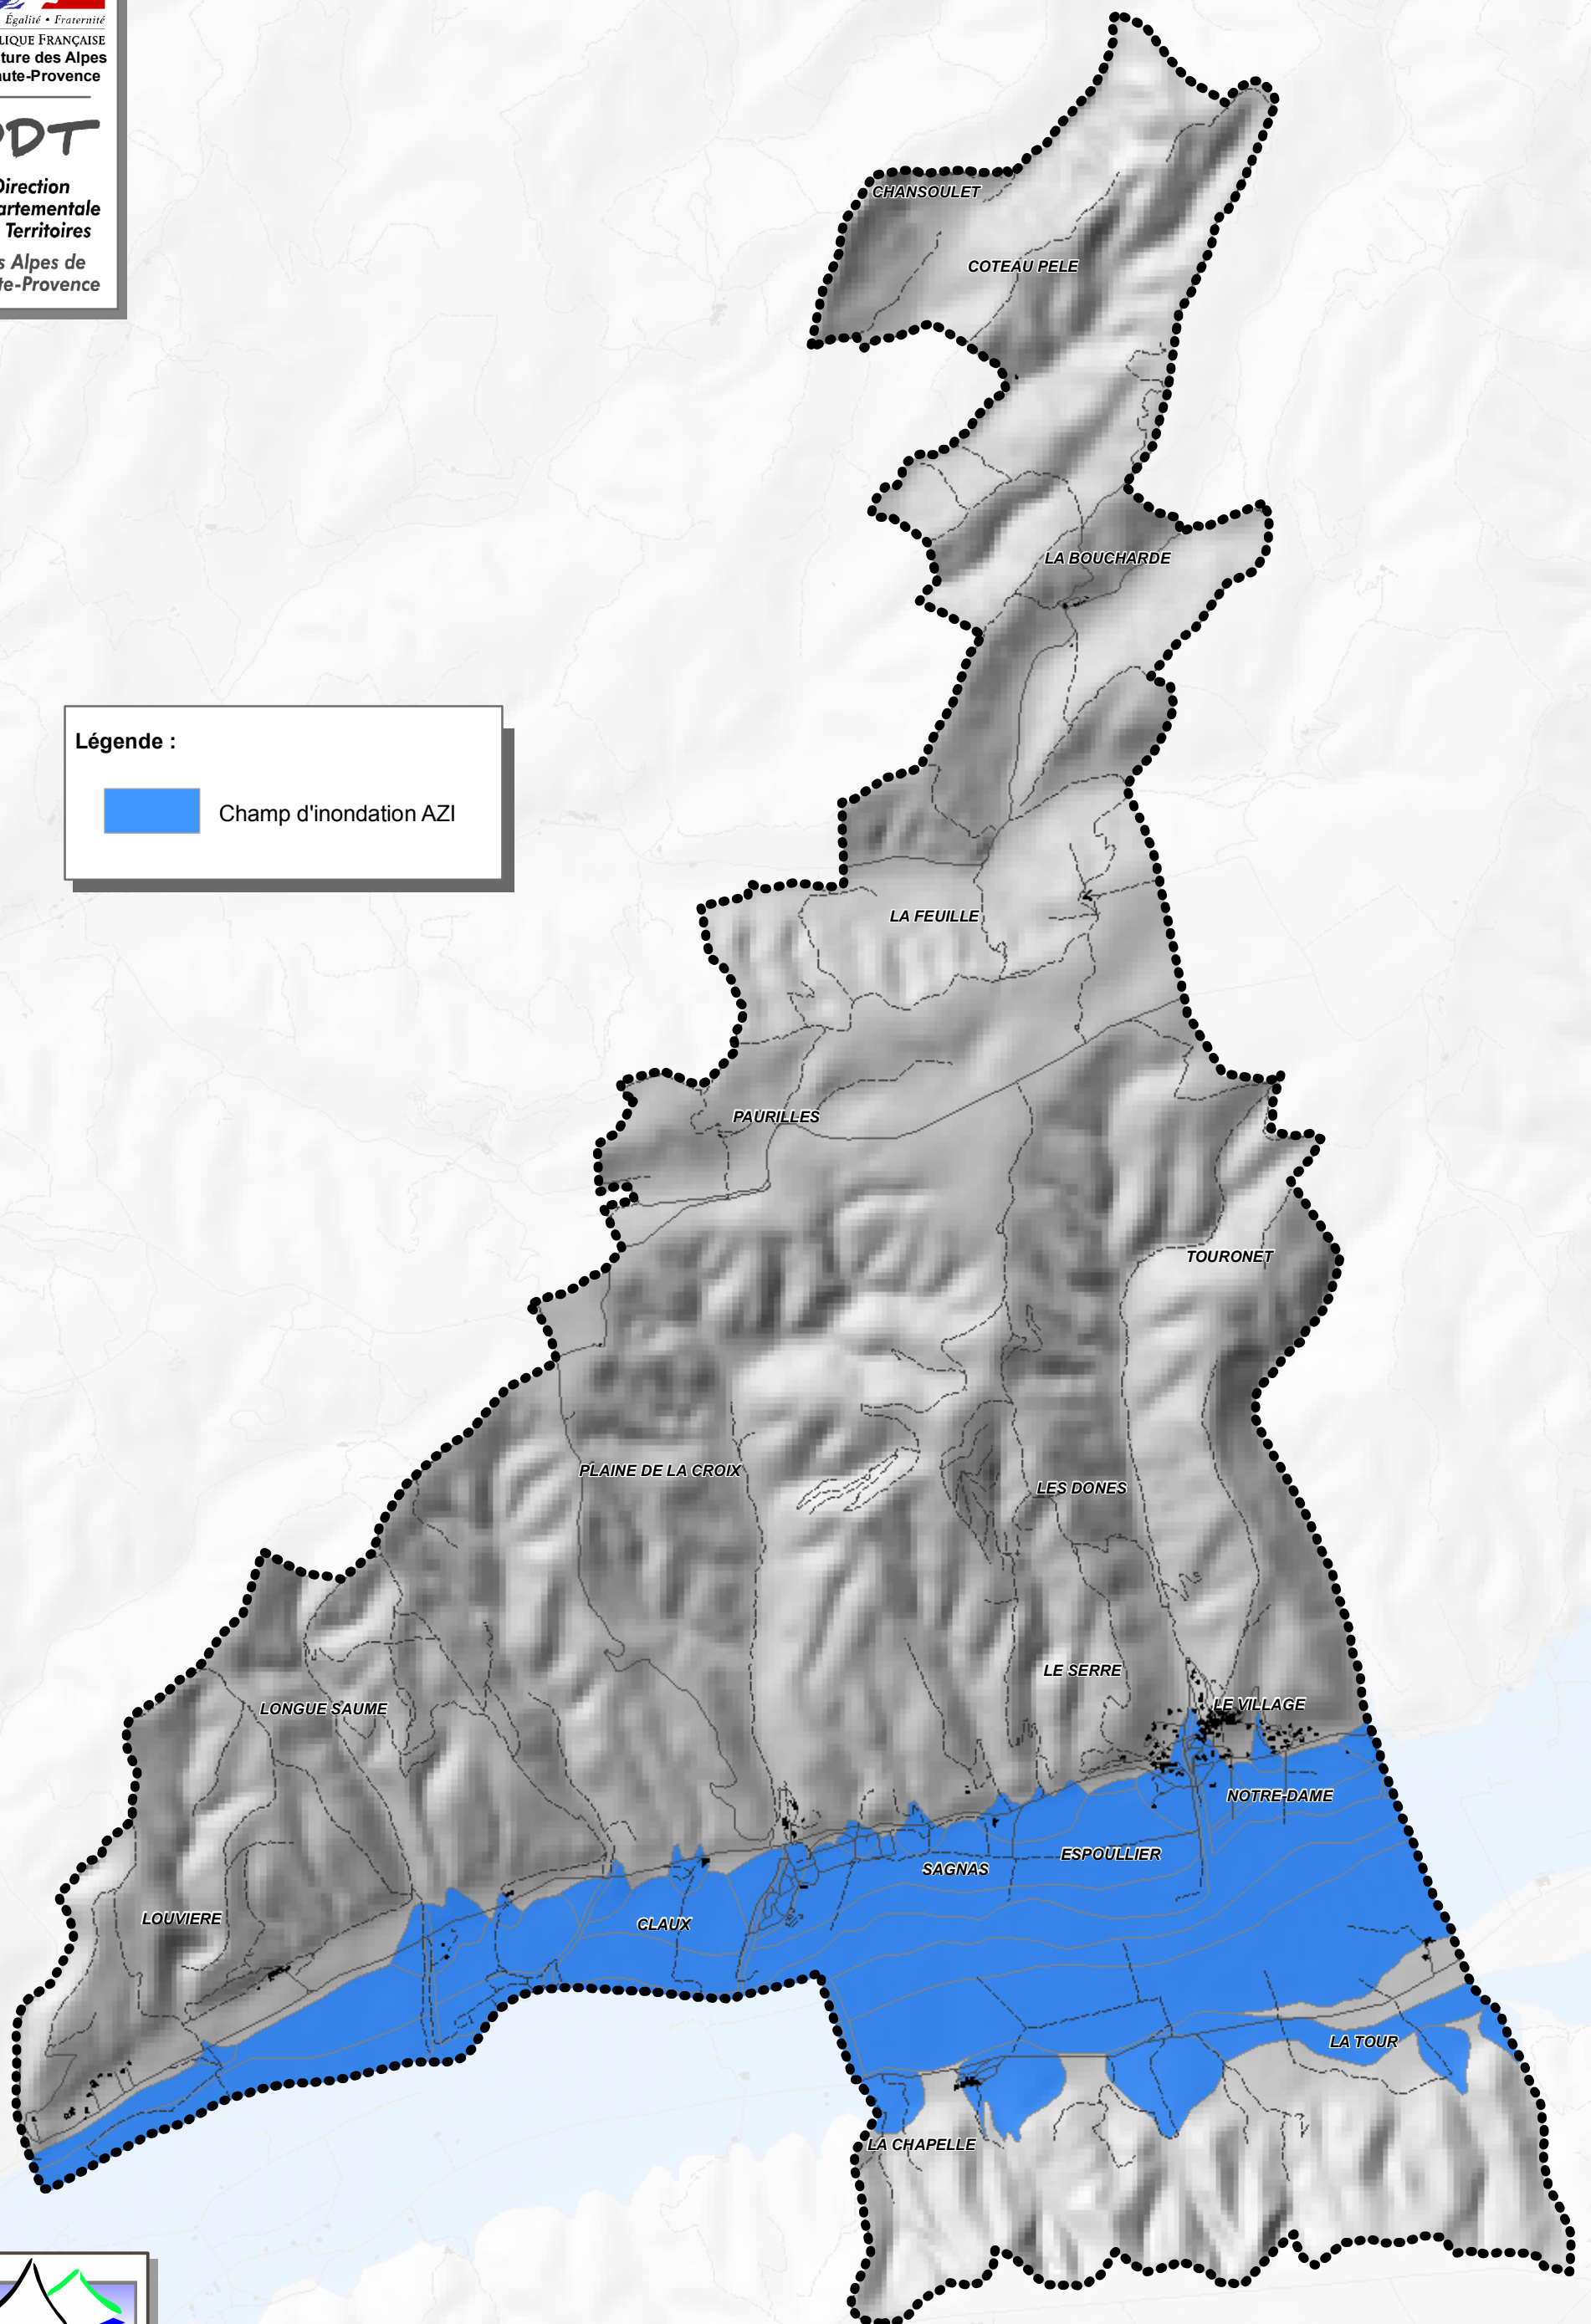 Égalité • Fraternité
LIQUE FRANÇAISE
ture des Alpes
aute-Provence
DT
Direction
artementale
Territoires
s Alpes de
te-Provence
CHANSOULET
COTEAU PELE
LA BOUCHARDE
Légende :
Champ d'inondation AZI
LA FEUILLE
PAURILLES
TOURONET
PLAINE DE LA CROIX
LES DONES
LE SERRE
LONGUE SAUME
LE VILLAGE
NOTRE-DAME
ESPOULLIER
SAGNAS
LOUVIERE
CLAUX
LA TOUR
LA CHAPELLE